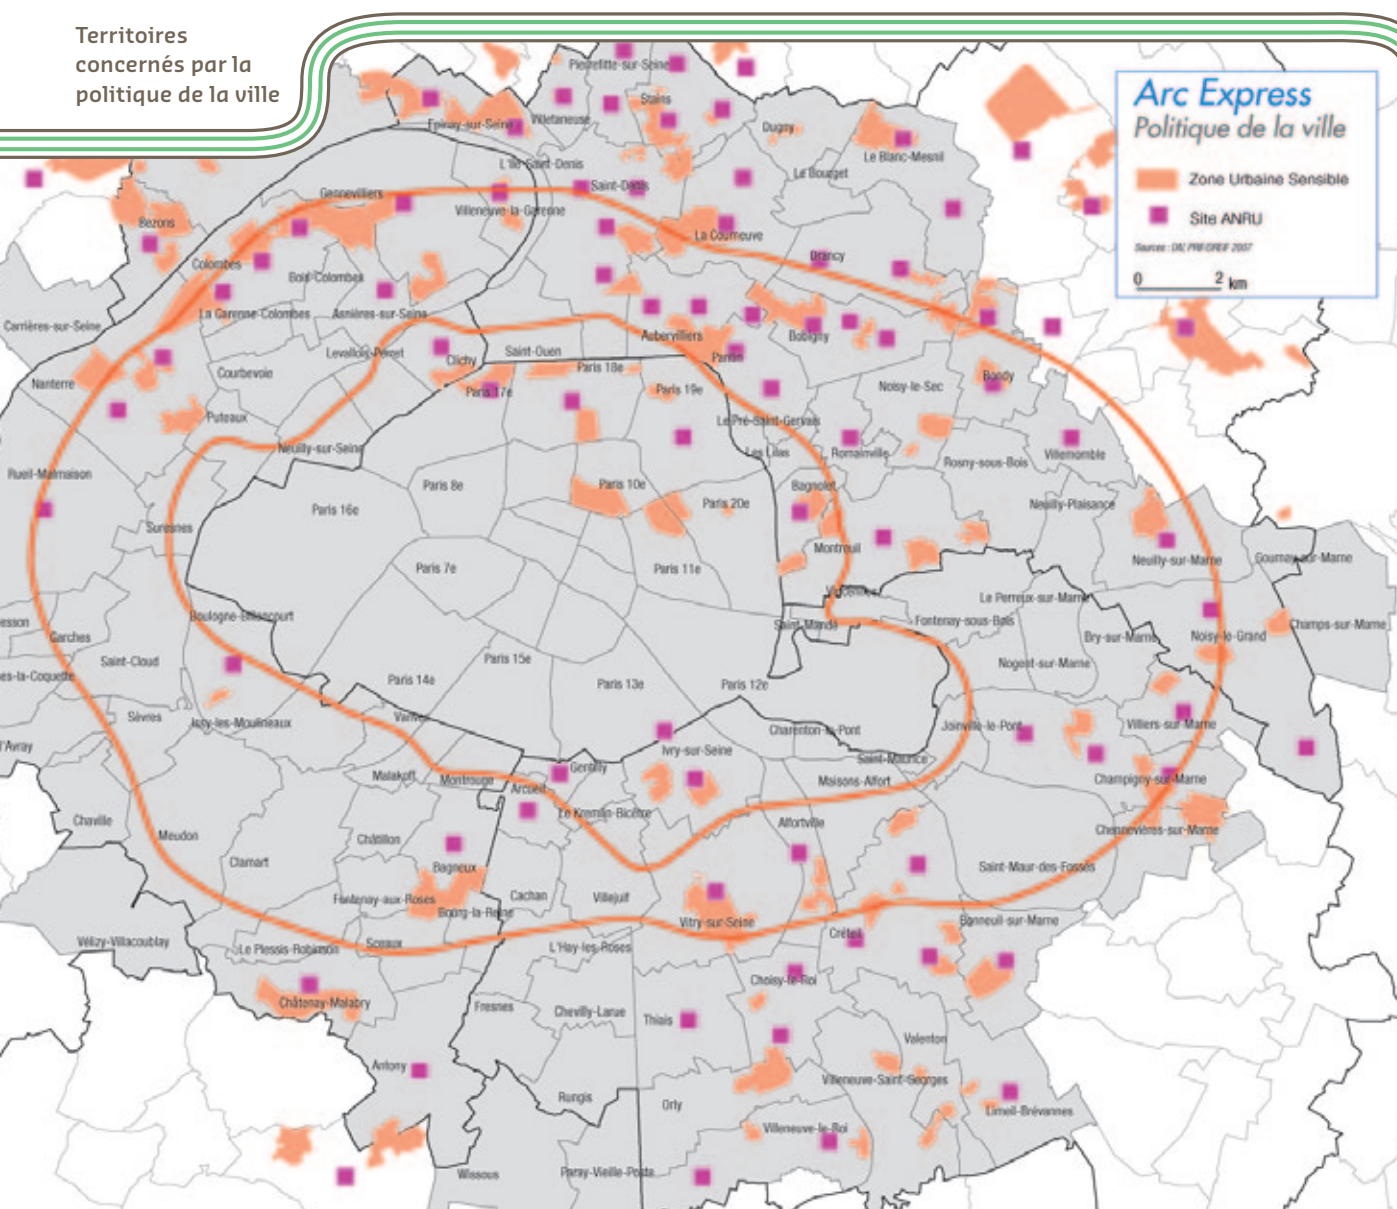 Territoires
concernés par la
politique de la ville
Arc Express
Politique de la ville
Zone Urbaine Sensible
Site ANRU
0 2 km
Pierrefitte-sur-Seine
Stains
Epinay-sur-Seine
Villetaneuse
Dugny
Le Blanc-Mesnil
L'Ile-Saint-Denis
Le Bourget
Gennevilliers
Saint-Denis
Villeneuve-la-Garenne
Bezons
La Courneuve
Drancy
Colombes
Bois-Colombes
La Garenne-Colombes
Asnières-sur-Seine
Carrières-sur-Seine
Aubervilliers
Bobigny
Levallois-Perret
Clichy
Saint-Ouen
Pantin
Paris 18e
Courbevoie
Nanterre
Paris 17e
Paris 19e
Noisy-le-Sec
Bondy
Puteaux
Le Pré-Saint-Gervais
Neuilly-sur-Seine
Les Lilas
Romainville
Villemomble
Rosny-sous-Bois
Rueil-Malmaison
Paris 8e
Paris 10e
Bagnolet
Paris 16e
Paris 20e
Neuilly-Plaisance
Suresnes
Montreuil
Neuilly-sur-Marne
Gournay-sur-Marne
Paris 7e
Paris 11e
Vincennes
Le Perreux-sur-Marne
Boulogne-Billancourt
Saint-Mandé
Fontenay-sous-Bois
esson
Garches
Bry-sur-Marne
Noisy-le-Grand
Champs-sur-Marne
Saint-Cloud
Paris 15e
Nogent-sur-Marne
es-la-Coquette
Paris 14e
Paris 13e
Paris 12e
Sèvres
Issy-les-Moulineaux
Vanves
Charenton-le-Pont
Joinville-le-Pont
Villiers-sur-Marne
'Avray
Ivry-sur-Seine
Saint-Maurice
Malakoff
Montrouge
Gentilly
Maisons-Alfort
Champigny-sur-Marne
Arcueil
Le Kremlin-Bicêtre
Chaville
Meudon
Châtillon
Alfortville
Chennevières-sur-Marne
Clamart
Bagneux
Saint-Maur-des-Fossés
Fontenay-aux-Roses
Cachan
Villejuif
Bourg-la-Reine
Vitry-sur-Seine
Bonneuil-sur-Marne
Vélizy-Villacoublay
Le Plessis-Robinson
Sceaux
L'Hay-les-Roses
Créteil
Choisy-le-Roi
Châtenay-Malabry
Fresnes
Chevilly-Larue
Thiais
Valenton
Antony
Villeneuve-Saint-Georges
Rungis
Orly
Limeil-Brévannes
Villeneuve-le-Roi
Wissous
Paray-Vieille-Poste